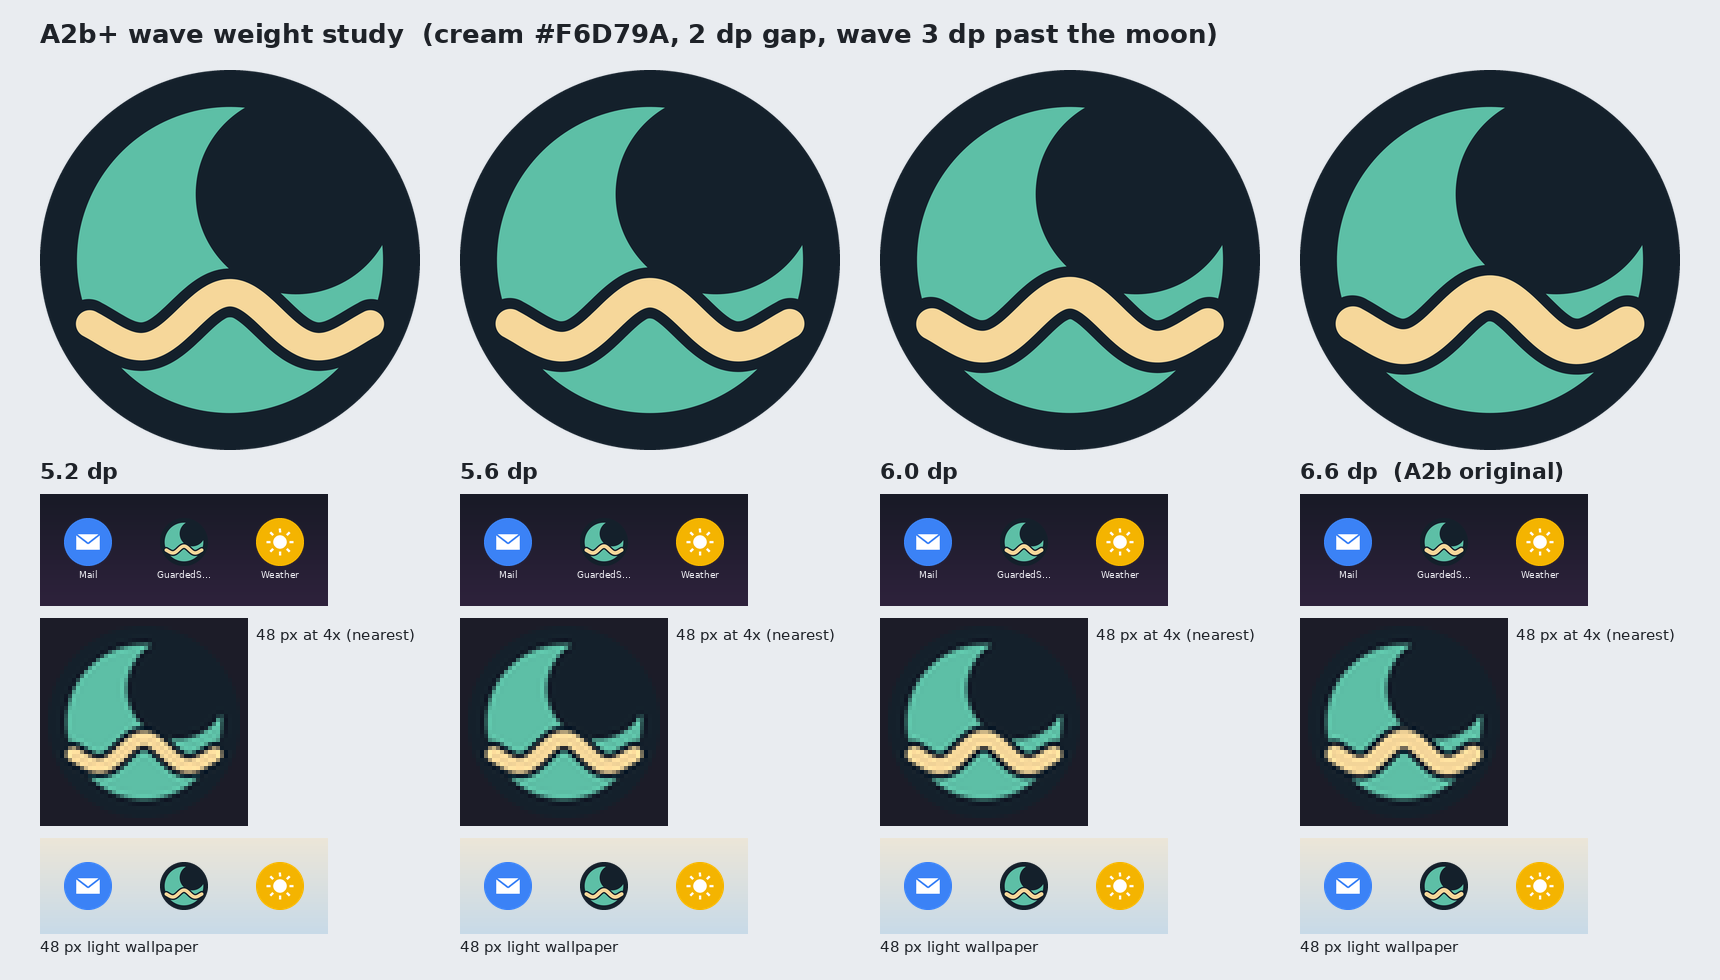 A2b+ wave weight study (cream #F6D79A, 2 dp gap, wave 3 dp past the moon)
5.2 dp
5.6 dp
6.0 dp
6.6 dp (A2b original)
Mail
GuardedS...
Weather
Mail
GuardedS...
Weather
Mail
GuardedS...
Weather
Mail
GuardedS...
Weather
48 px at 4x (nearest)
48 px at 4x (nearest)
48 px at 4x (nearest)
48 px at 4x (nearest)
48 px light wallpaper
48 px light wallpaper
48 px light wallpaper
48 px light wallpaper